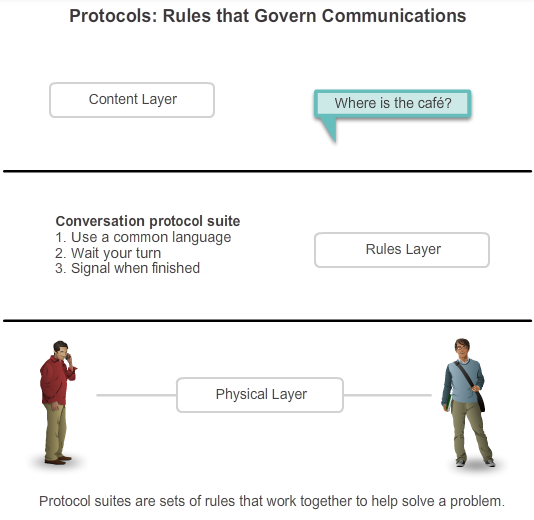 Protocols: Rules that Govern Communications
Content Layer
Where is the café?
Conversation protocol suite
1. Use a common language
2. Wait your turn
3. Signal when finished
Rules Layer
Physical Layer
Protocol suites are sets of rules that work together to help solve a problem.